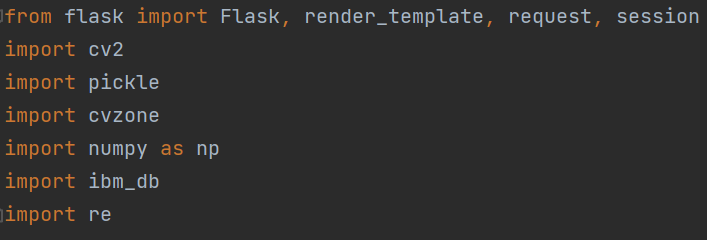 from flask import Flask, render_template, request, session
import cv2
import pickle
import cvzone
import numpy as np
import ibm_db
import re